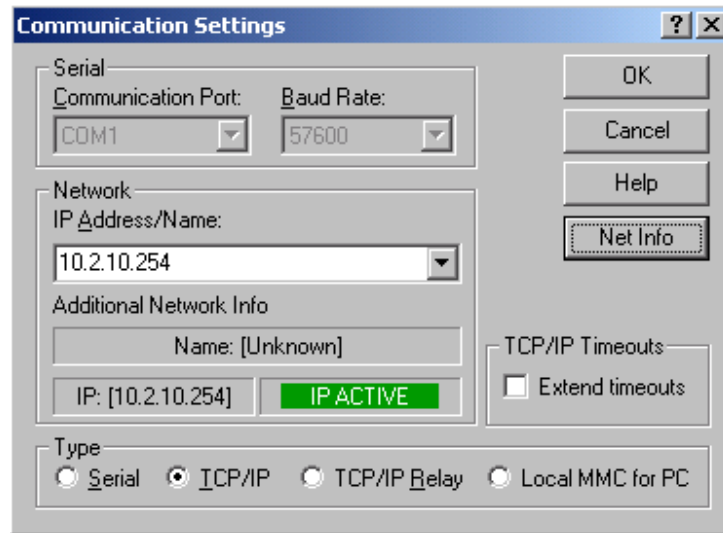 Communication Settings
Serial
Communication Port: Baud Rate:
COM1 57600
OK
Cancel
Help
Net Info
Network
IP Address/Name:
10.2.10.254
Additional Network Info
Name: [Unknown]
IP: [10.2.10.254] IP ACTIVE
TCP/IP Timeouts
Extend timeouts
Type
Serial TCP/IP TCP/IP Relay Local MMC for PC